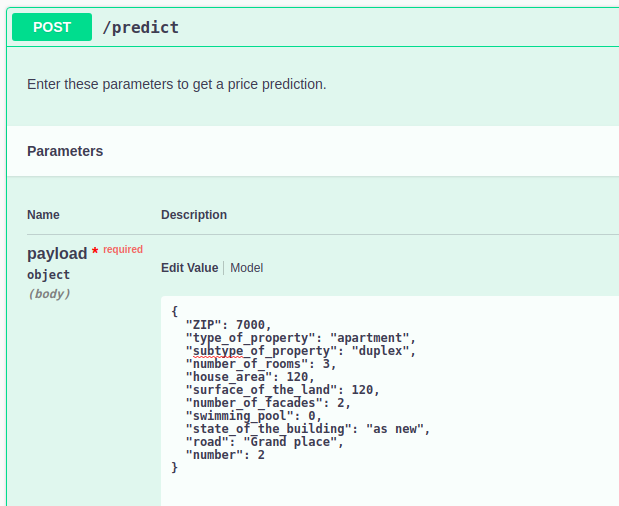 POST /predict
Enter these parameters to get a price prediction.
Parameters
Name Description
payload * required
object
(body)
Edit Value Model
{
"ZIP": 7000,
"type_of_property": "apartment",
"subtype_of_property": "duplex",
"number_of_rooms": 3,
"house_area": 120,
"surface_of_the_land": 120,
"number_of_facades": 2,
"swimming_pool": 0,
"state_of_the_building": "as new",
"road": "Grand place",
"number": 2
}